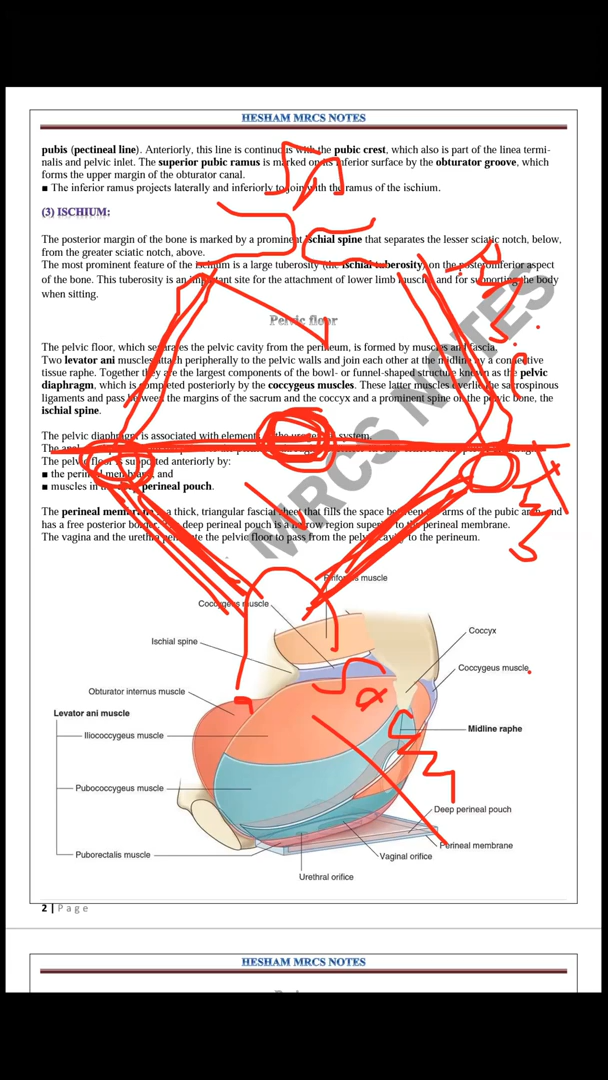 HESHAM MRCS NOTES
pubis (pectineal line). Anteriorly, this line is continuous with the pubic crest, which also is part of the linea termi-
nalis and pelvic inlet. The superior pubic ramus is marked on its inferior surface by the obturator groove, which
forms the upper margin of the obturator canal.
■ The inferior ramus projects laterally and inferiorly to join with the ramus of the ischium.
(3) ISCHIUM:
The posterior margin of the bone is marked by a prominent ischial spine that separates the lesser sciatic notch, below,
from the greater sciatic notch, above.
The most prominent feature of the ischium is a large tuberosity (the ischial tuberosity) on the posteroinferior aspect
of the bone. This tuberosity is an important site for the attachment of lower limb muscles and for supporting the body
when sitting.
Pelvic floor
The pelvic floor, which separates the pelvic cavity from the perineum, is formed by muscles and fascia.
Two levator ani muscles attach peripherally to the pelvic walls and join each other at the midline by a connective
tissue raphe. Together they are the largest components of the bowl- or funnel-shaped structure known as the pelvic
diaphragm, which is completed posteriorly by the coccygeus muscles. These latter muscles overlie the sacrospinous
ligaments and pass between the margins of the sacrum and the coccyx and a prominent spine on the pelvic bone, the
ischial spine.
The pelvic diaphragm is associated with elements of the urogenital system.
The
The pelvic floor is supported anteriorly by:
■ the perineal membrane and
■ muscles in perineal pouch.
The perineal membrane is a thick, triangular fascial sheet that fills the space between the arms of the pubic arch, and
has a free posterior border. The deep perineal pouch is a narrow region superior to the perineal membrane.
The vagina and the urethra penetrate the pelvic floor to pass from the pelvic cavity to the perineum.
MRCS NOTES
Piriformis muscle
Coccygeus muscle
Coccyx
Ischial spine
Coccygeus muscle
Obturator internus muscle
Levator ani muscle
Midline raphe
Iliococcygeus muscle
Pubococcygeus muscle
Deep perineal pouch
Perineal membrane
Puborectalis muscle
Vaginal orifice
Urethral orifice
2 | Page
HESHAM MRCS NOTES